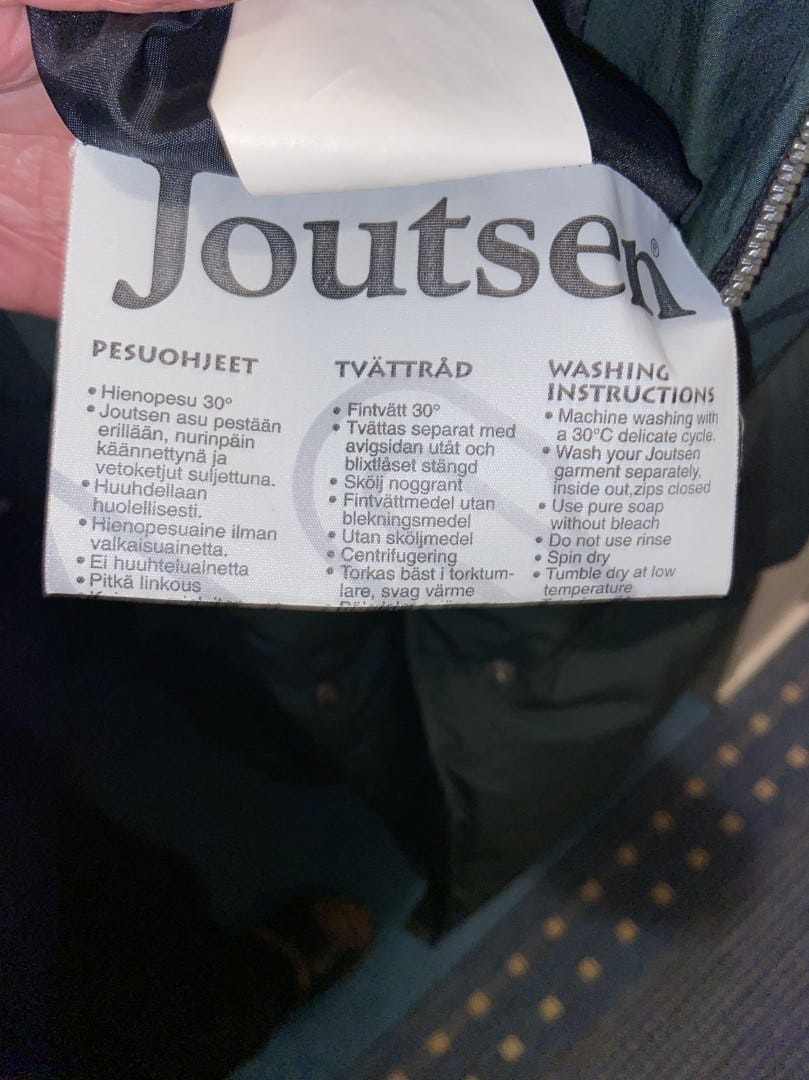 Joutsen®
PESUOHJEET
• Hienopesu 30°
• Joutsen asu pestään
erillään, nurinpäin
käännettynä ja
vetoketjut suljettuna.
• Huuhdellaan
huolellisesti.
• Hienopesuaine ilman
valkaisuainetta.
• Ei huuhteluainetta
• Pitkä linkous
TVÄTTRÅD
• Fintvätt 30°
• Tvättas separat med
avigsidan utåt och
blixtlåset stängd
• Skölj noggrant
• Fintvättmedel utan
blekningsmedel
• Utan sköljmedel
• Centrifugering
• Torkas bäst i torktum-
lare, svag värme
WASHING
INSTRUCTIONS
• Machine washing with
a 30°C delicate cycle.
• Wash your Joutsen
garment separately,
inside out, zips closed
• Use pure soap
without bleach
• Do not use rinse
• Spin dry
• Tumble dry at low
temperature